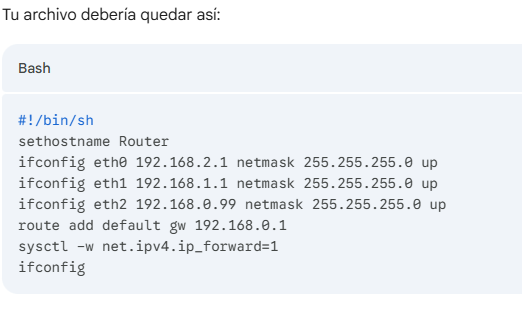 Tu archivo debería quedar así:
Bash
#!/bin/sh
sethostname Router
ifconfig eth0 192.168.2.1 netmask 255.255.255.0 up
ifconfig eth1 192.168.1.1 netmask 255.255.255.0 up
ifconfig eth2 192.168.0.99 netmask 255.255.255.0 up
route add default gw 192.168.0.1
sysctl -w net.ipv4.ip_forward=1
ifconfig